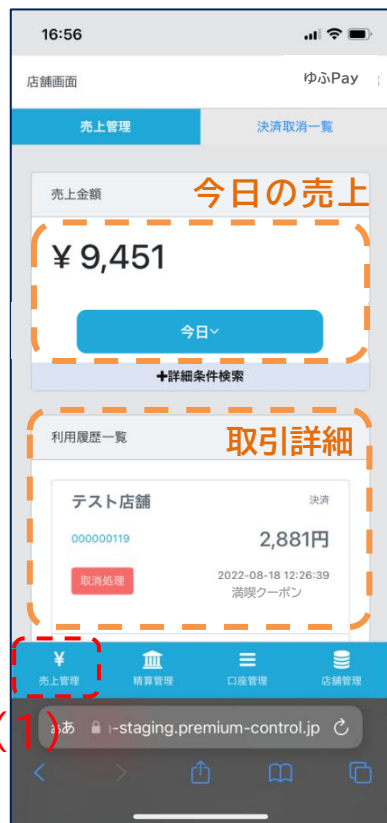 16:56
店舗画面 ゆふPay
売上管理 決済取消一覧
売上金額 今日の売上
¥ 9,451
今日
+詳細条件検索
利用履歴一覧 取引詳細
テスト店舗 決済
000000119 2,881円
取消処理 2022-08-18 12:26:39
満喫クーポン
¥
売上管理 精算管理 口座管理 店舗管理
(1)
ああ -staging.premium-control.jp